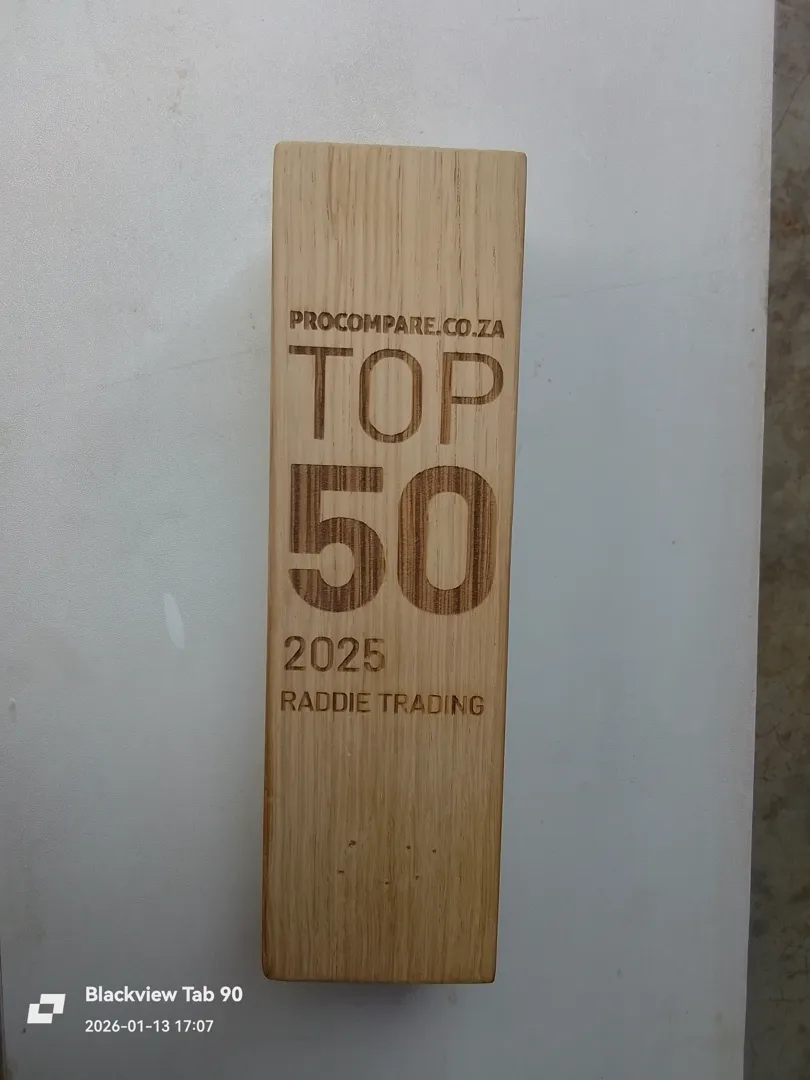 PROCOMPARE.CO.ZA
TOP
50
2025
RADDIE TRADING
Blackview Tab 90
2026-01-13 17:07